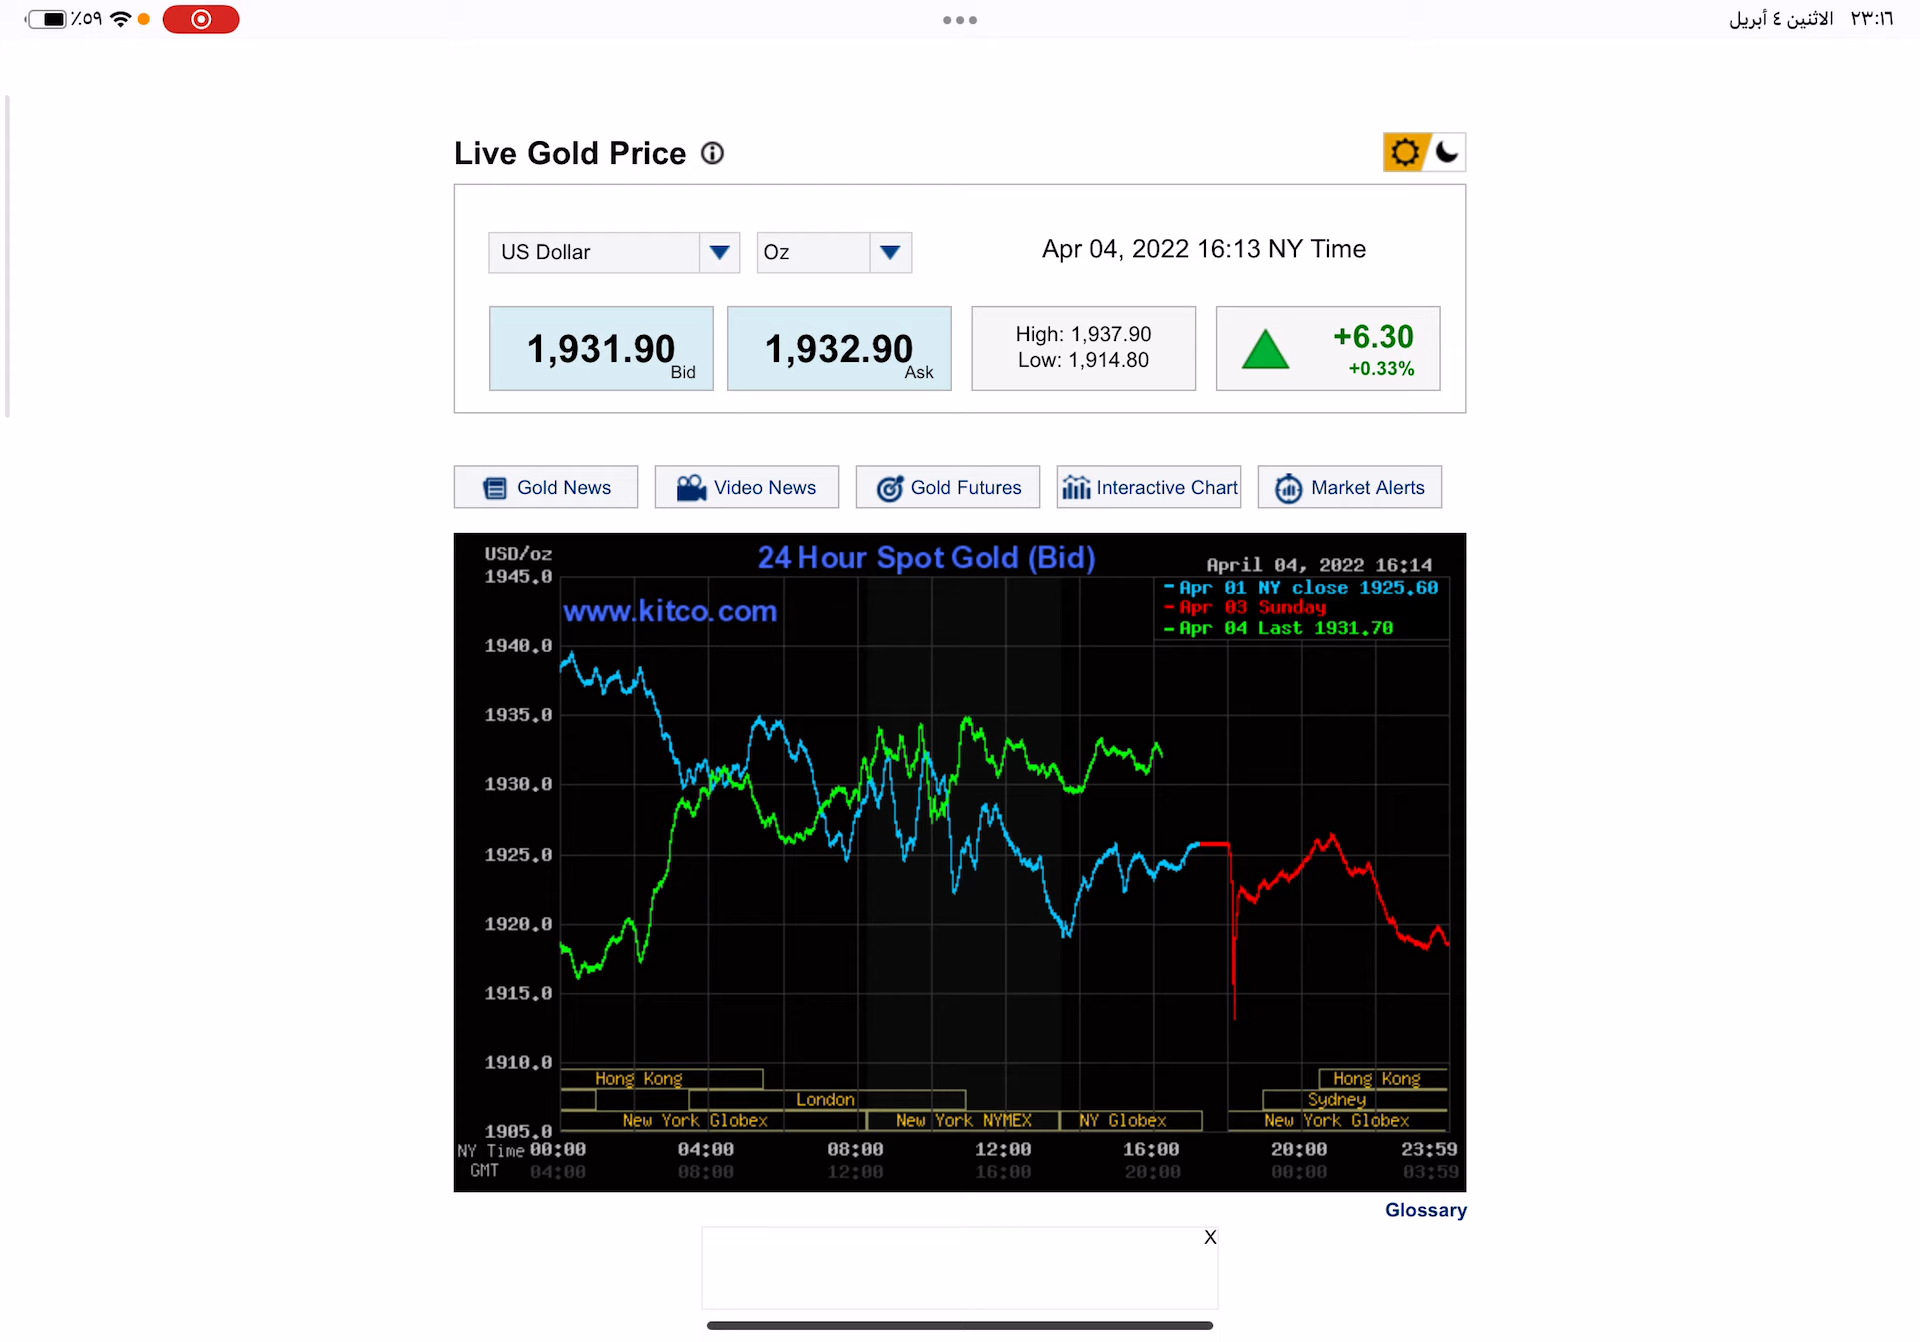 ٪٥٩
٢٣:١٦ الاثنين ٤ أبريل
Live Gold Price
US Dollar
Oz
Apr 04, 2022 16:13 NY Time
1,931.90 Bid
1,932.90 Ask
High: 1,937.90
Low: 1,914.80
+6.30
+0.33%
Gold News
Video News
Gold Futures
Interactive Chart
Market Alerts
USD/oz
24 Hour Spot Gold (Bid)
April 04, 2022 16:14
www.kitco.com
Apr 01 NY close 1925.60
Apr 03 Sunday
Apr 04 Last 1931.70
1945.0
1940.0
1935.0
1930.0
1925.0
1920.0
1915.0
1910.0
1905.0
Hong Kong
Hong Kong
London
Sydney
New York Globex
New York NYMEX
NY Globex
New York Globex
NY Time 00:00 04:00 08:00 12:00 16:00 20:00 23:59
GMT 04:00 08:00 12:00 16:00 20:00 00:00 03:59
Glossary
X